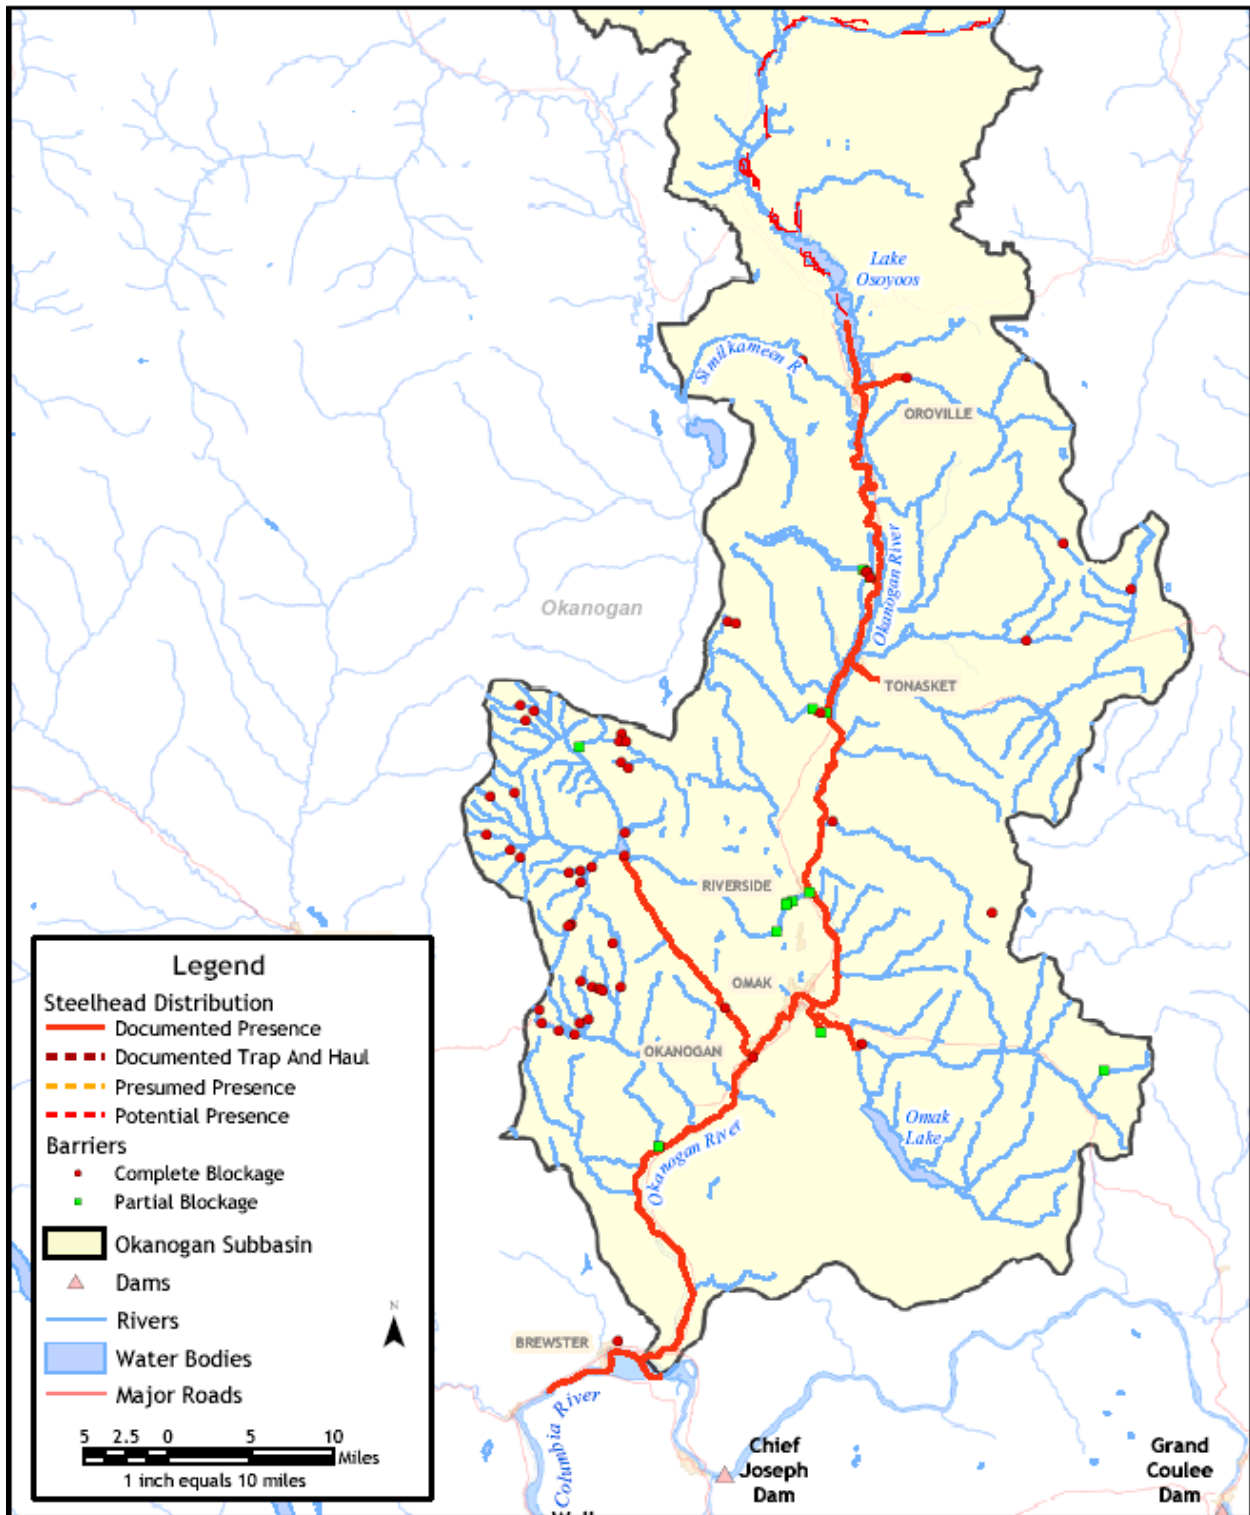 Lake
Osoyoos
Similkameen R
OROVILLE
Okanogan River
Okanogan
TONASKET
RIVERSIDE
OMAK
OKANOGAN
Omak
Lake
Okanogan River
BREWSTER
Columbia River
Chief
Joseph
Dam
Grand
Coulee
Dam
Legend
Steelhead Distribution
Documented Presence
Documented Trap And Haul
Presumed Presence
Potential Presence
Barriers
Complete Blockage
Partial Blockage
Okanogan Subbasin
Dams
Rivers
Water Bodies
Major Roads
N
5 2.5 0 5 10
Miles
1 inch equals 10 miles